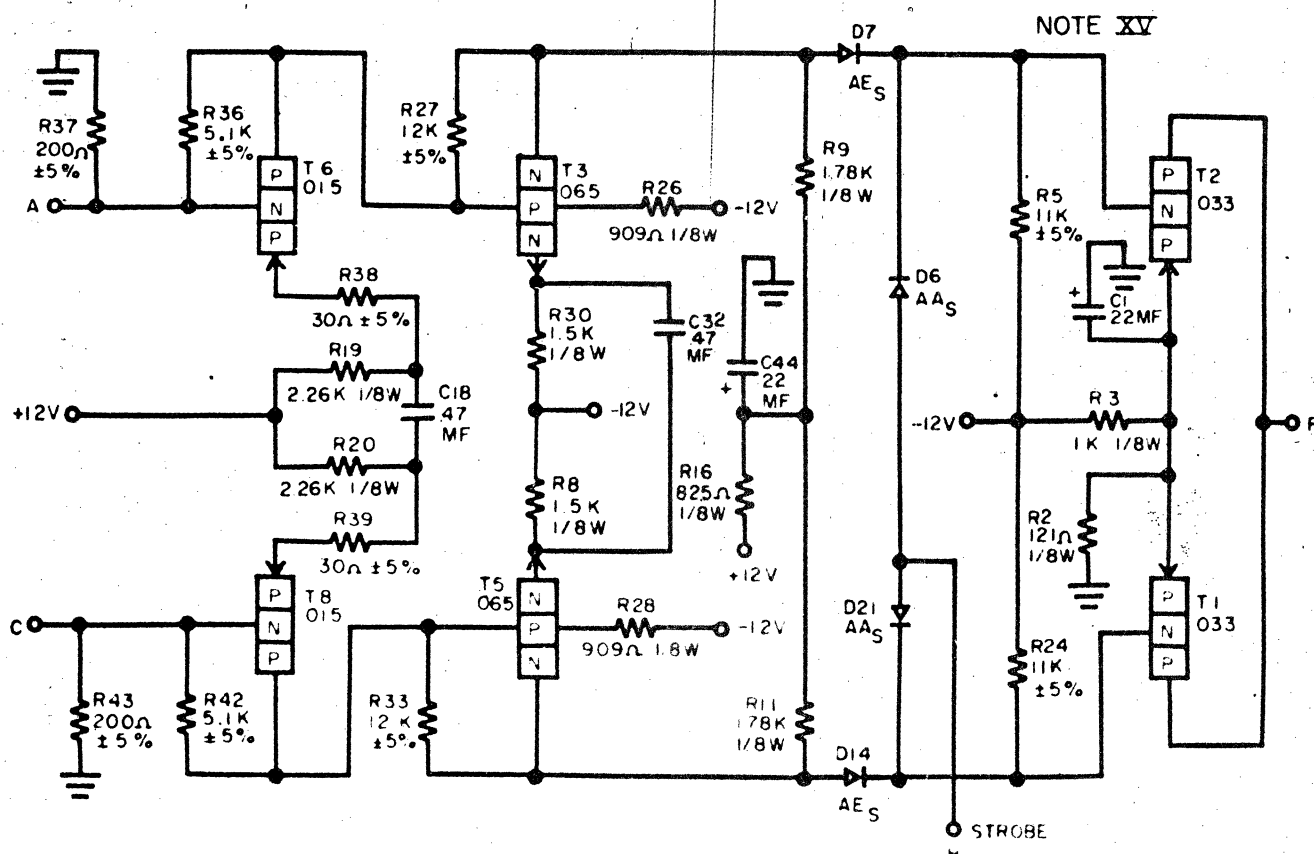 NOTE XV
D7
AES
R37
200Ω
±5%
R36
5.1K
±5%
R27
12K
±5%
T6
015
P
N
P
T3
065
N
P
N
R26
-12V
909Ω 1/8W
R9
1.78K
1/8W
R5
11K
±5%
T2
033
P
N
P
A
R38
30Ω ±5%
R19
2.26K 1/8W
C18
.47
MF
+12V
R20
2.26K 1/8W
R39
30Ω ±5%
R30
1.5K
1/8W
C32
.47
MF
-12V
R8
1.5K
1/8W
C44
22
MF
+
R16
825Ω
1/8W
+12V
D6
AAS
C1
22MF
+
-12V
R3
1K 1/8W
R2
121Ω
1/8W
C
T8
015
P
N
P
T5
065
N
P
N
R28
-12V
909Ω 1.8W
D21
AAS
R24
11K
±5%
T1
033
P
N
P
R43
200Ω
±5%
R42
5.1K
±5%
R33
12K
±5%
R11
1.78K
1/8W
D14
AES
STROBE